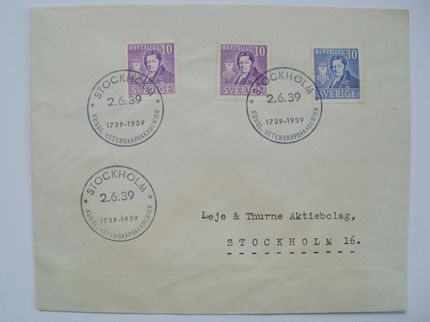 BERZELIUS
10
SVERIGE
BERZELIUS
10
SVERIGE
BERZELIUS
30
SVERIGE
STOCKHOLM
2.6.39
1739-1939
KUNGL. VETENSKAPSAKADEMIEN
STOCKHOLM
2.6.39
1739-1939
KUNGL. VETENSKAPSAKADEMIEN
STOCKHOLM
2.6.39
1739-1939
KUNGL. VETENSKAPSAKADEMIEN
Leje & Thurne Aktiebolag,
STOCKHOLM 16.